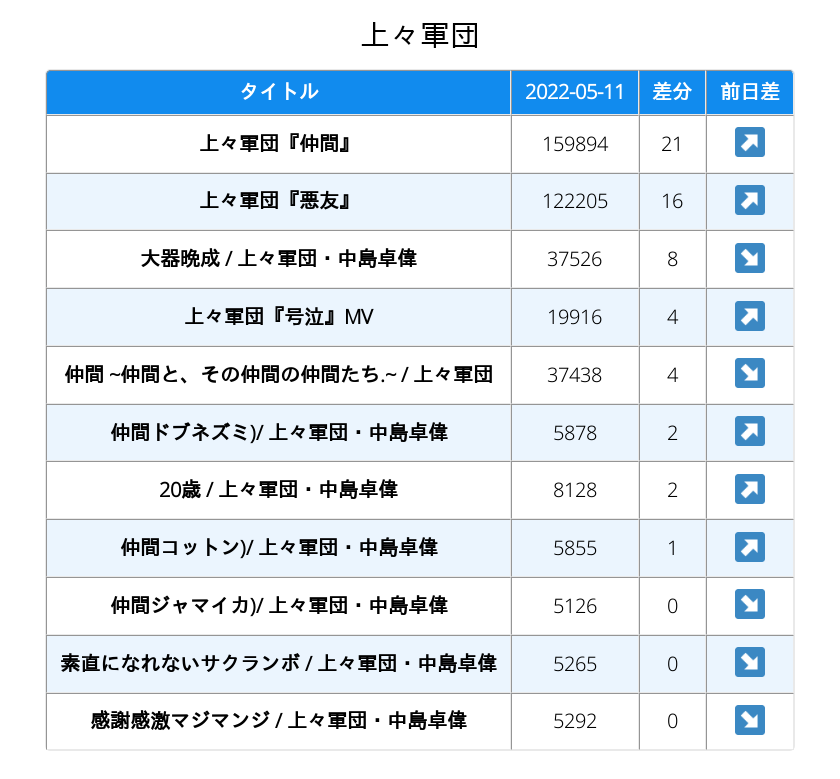 上々軍団
タイトル 2022-05-11 差分 前日差
上々軍団『仲間』 159894 21 ↗
上々軍団『悪友』 122205 16 ↗
大器晩成 / 上々軍団・中島卓偉 37526 8 ↘
上々軍団『号泣』MV 19916 4 ↗
仲間 ~仲間と、その仲間の仲間たち.~ / 上々軍団 37438 4 ↘
仲間ドブネズミ)/ 上々軍団・中島卓偉 5878 2 ↗
20歳 / 上々軍団・中島卓偉 8128 2 ↗
仲間コットン)/ 上々軍団・中島卓偉 5855 1 ↗
仲間ジャマイカ)/ 上々軍団・中島卓偉 5126 0 ↘
素直になれないサクランボ / 上々軍団・中島卓偉 5265 0 ↘
感謝感激マジマンジ / 上々軍団・中島卓偉 5292 0 ↘